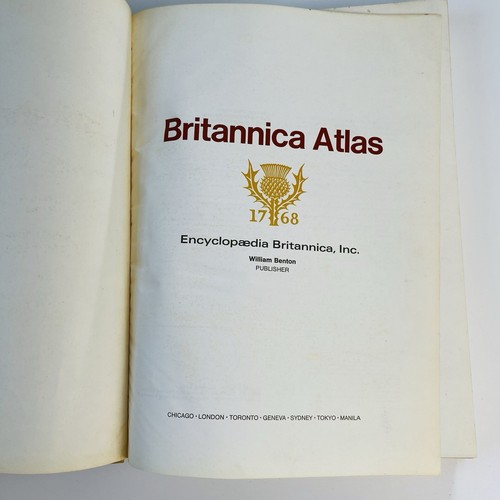 Britannica Atlas
17 68
Encyclopædia Britannica, Inc.
William Benton
PUBLISHER
CHICAGO · LONDON · TORONTO · GENEVA · SYDNEY · TOKYO · MANILA